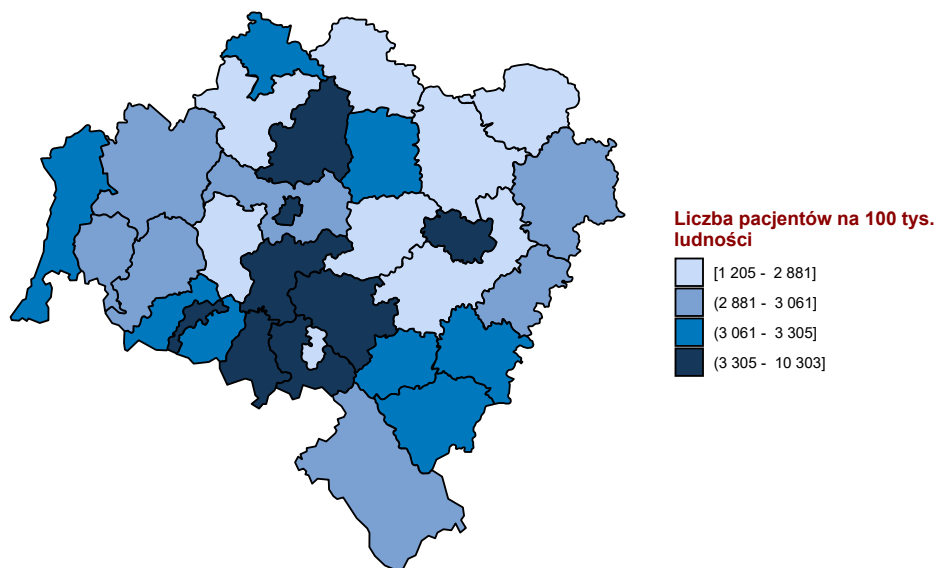 Liczba pacjentów na 100 tys.
ludności
[1 205 - 2 881]
(2 881 - 3 061]
(3 061 - 3 305]
(3 305 - 10 303]